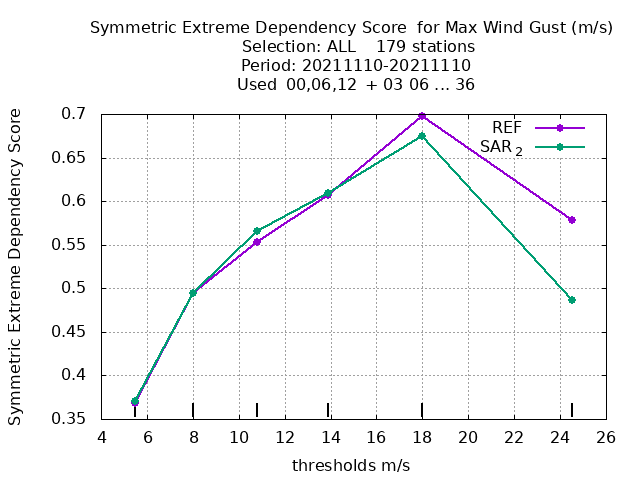 Symmetric Extreme Dependency Score  for Max Wind Gust (m/s)
Selection: ALL    179 stations
Period: 20211110-20211110
Used  00,06,12  + 03 06 ... 36
Symmetric Extreme Dependency Score
0.7
0.65
0.6
0.55
0.5
0.45
0.4
0.35
REF
SAR 2
4 6 8 10 12 14 16 18 20 22 24 26
thresholds m/s